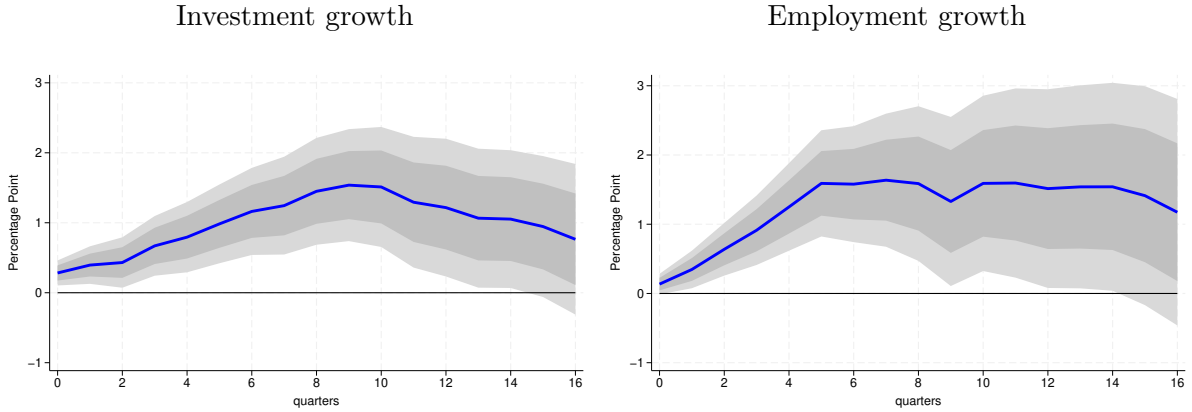 Investment growth
Percentage Point
3
2
1
0
−1
0 2 4 6 8 10 12 14 16
quarters
Employment growth
Percentage Point
3
2
1
0
−1
0 2 4 6 8 10 12 14 16
quarters